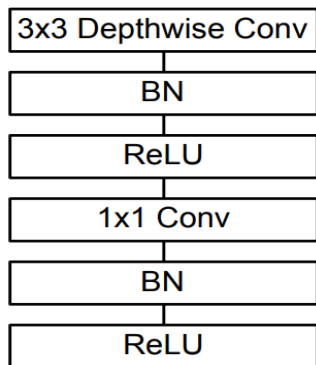 3x3 Depthwise Conv
BN
ReLU
1x1 Conv
BN
ReLU